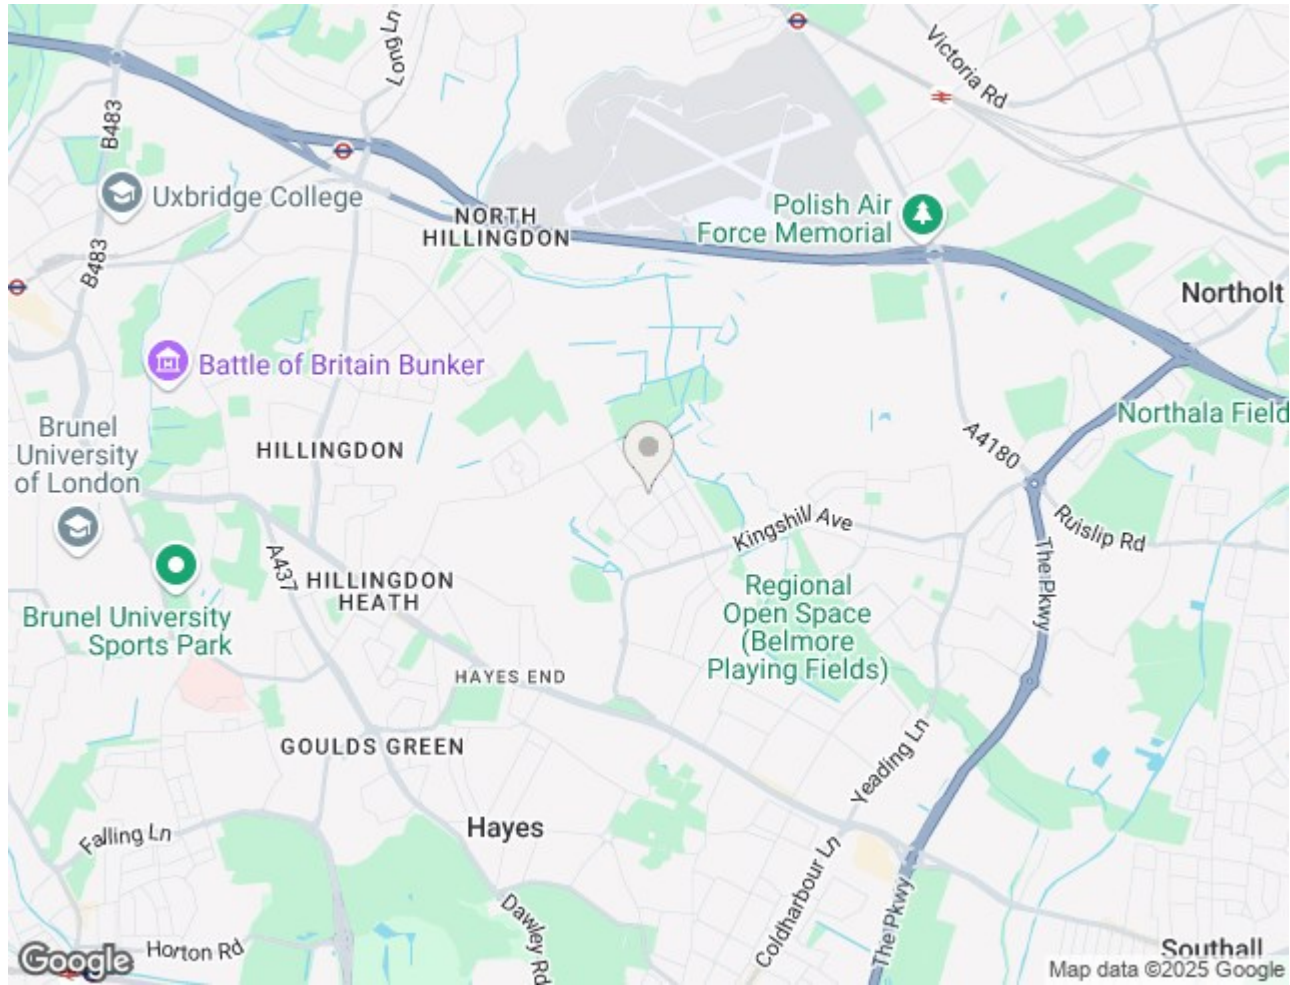 Long Ln
Victoria Rd
B483
Uxbridge College
NORTH
HILLINGDON
Polish Air
Force Memorial
B483
Northolt
Battle of Britain Bunker
Northala Field
Brunel
University
of London
HILLINGDON
A4180
Kingshill Ave
Ruislip Rd
A437
The Pkwy
HILLINGDON
HEATH
Regional
Open Space
(Belmore
Playing Fields)
Brunel University
Sports Park
HAYES END
GOULDS GREEN
Yeading Ln
Hayes
Falling Ln
Coldharbour Ln
Dawley Rd
The Pkwy
Horton Rd
Southall
Google
Map data ©2025 Google